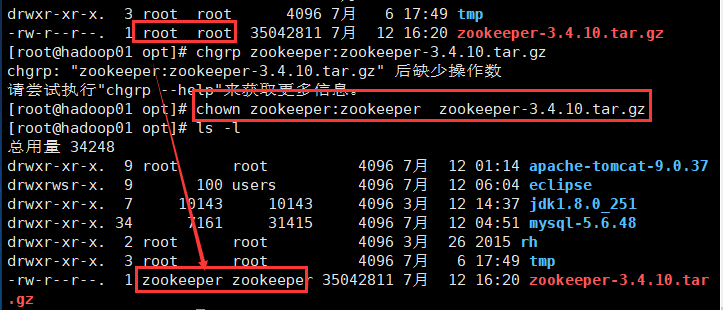 drwxr-xr-x.  3 root  root      4096 7月   6 17:49 tmp
-rw-r--r--.  1 root  root  35042811 7月  12 16:20 zookeeper-3.4.10.tar.gz
[root@hadoop01 opt]# chgrp zookeeper:zookeeper-3.4.10.tar.gz
chgrp: "zookeeper:zookeeper-3.4.10.tar.gz" 后缺少操作数
请尝试执行"chgrp --help"来获取更多信息。
[root@hadoop01 opt]# chown zookeeper:zookeeper  zookeeper-3.4.10.tar.gz
[root@hadoop01 opt]# ls -l
总用量 34248
drwxr-xr-x.  9 root      root          4096 7月  12 01:14 apache-tomcat-9.0.37
drwxrwsr-x.  9       100 users         4096 7月  12 06:04 eclipse
drwxr-xr-x.  7     10143     10143     4096 3月  12 14:37 jdk1.8.0_251
drwxr-xr-x. 34      7161     31415     4096 7月  12 04:51 mysql-5.6.48
drwxr-xr-x.  2 root      root          4096 3月  26 2015 rh
drwxr-xr-x.  3 root      root          4096 7月   6 17:49 tmp
-rw-r--r--.  1 zookeeper zookeeper 35042811 7月  12 16:20 zookeeper-3.4.10.tar
.gz